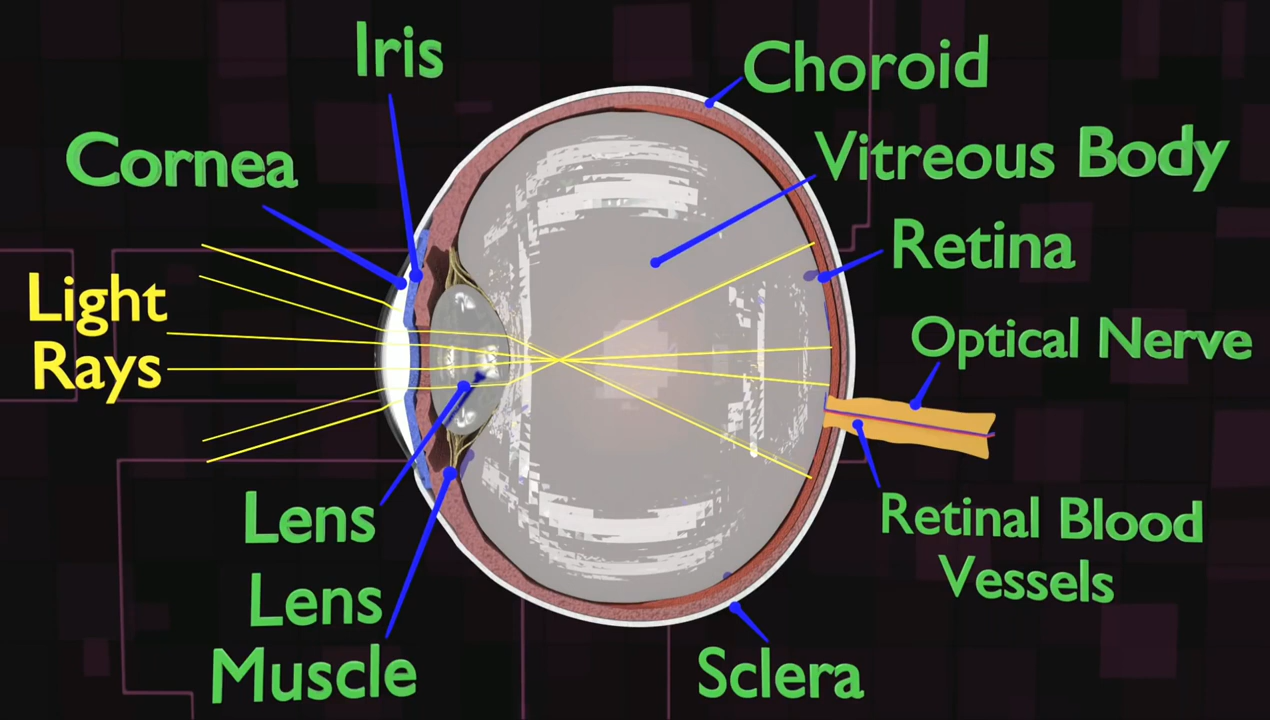 Iris
Choroid
Cornea
Vitreous Body
Retina
Light
Rays
Optical Nerve
Lens
Retinal Blood
Vessels
Lens
Muscle
Sclera